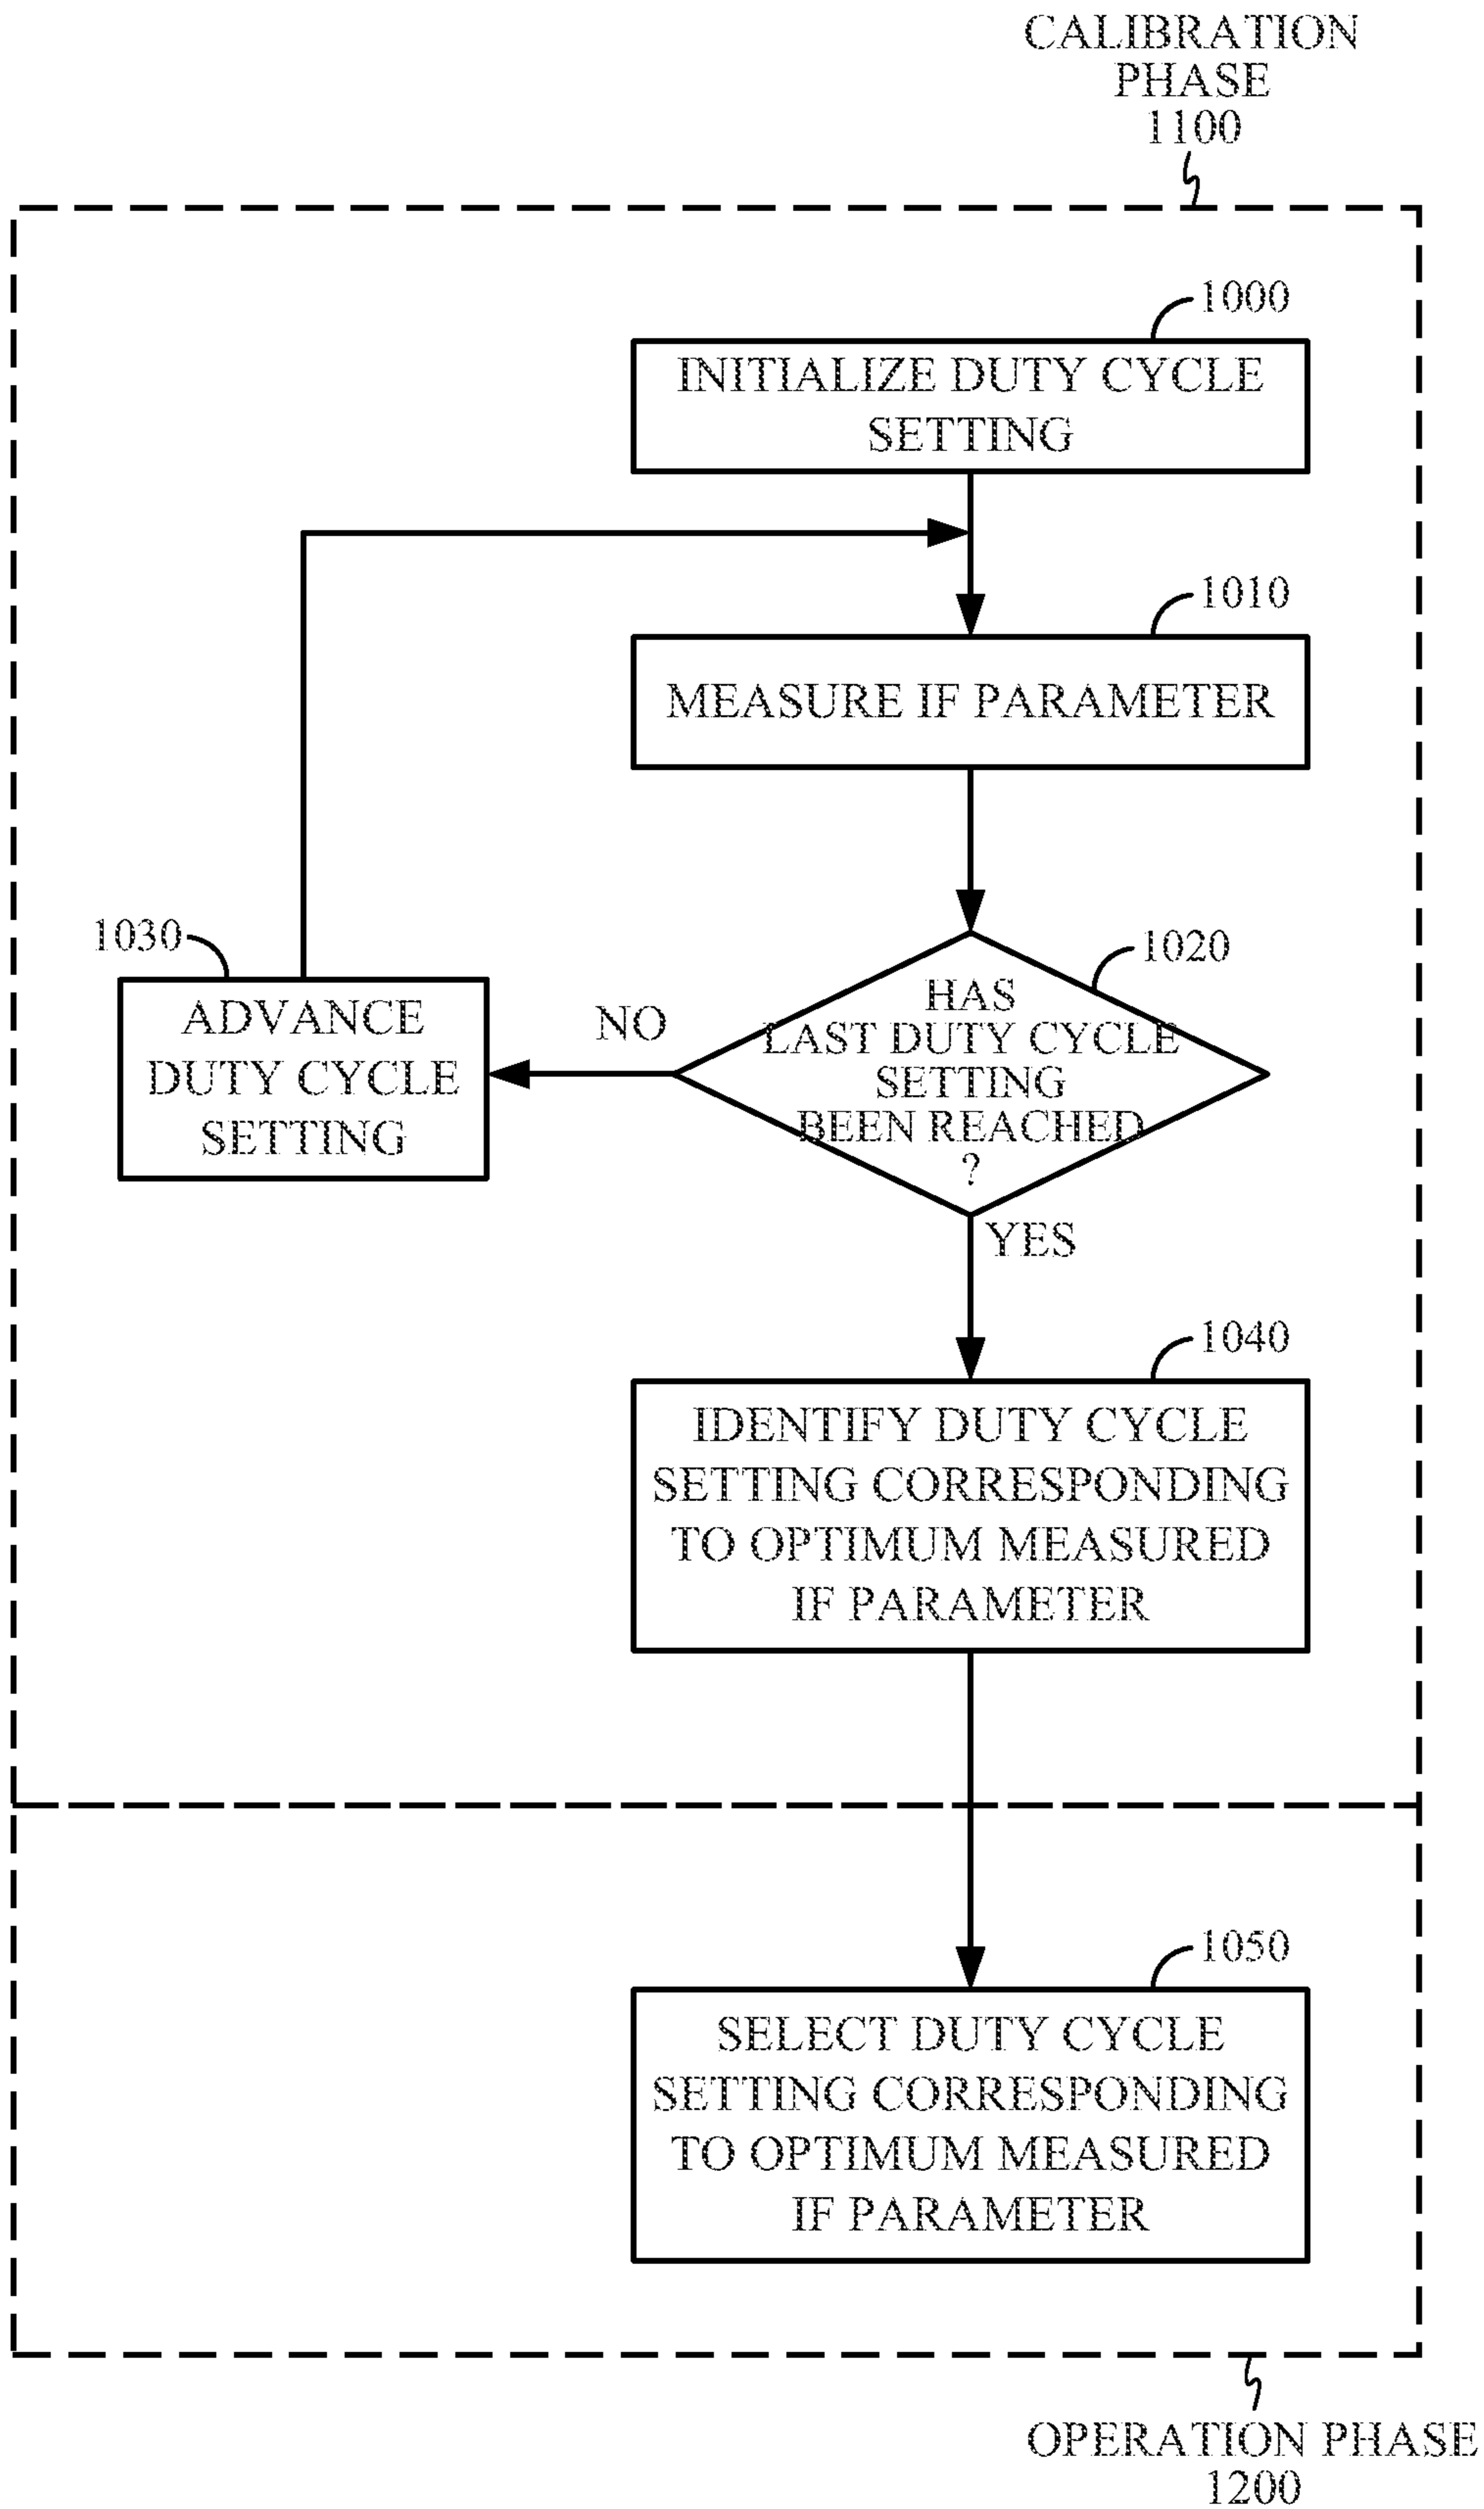 CALIBRATION
PHASE
1100
1000
INITIALIZE DUTY CYCLE
SETTING
1010
MEASURE IF PARAMETER
1030
ADVANCE
DUTY CYCLE
SETTING
NO
1020
HAS
LAST DUTY CYCLE
SETTING
BEEN REACHED
?
YES
1040
IDENTIFY DUTY CYCLE
SETTING CORRESPONDING
TO OPTIMUM MEASURED
IF PARAMETER
1050
SELECT DUTY CYCLE
SETTING CORRESPONDING
TO OPTIMUM MEASURED
IF PARAMETER
OPERATION PHASE
1200